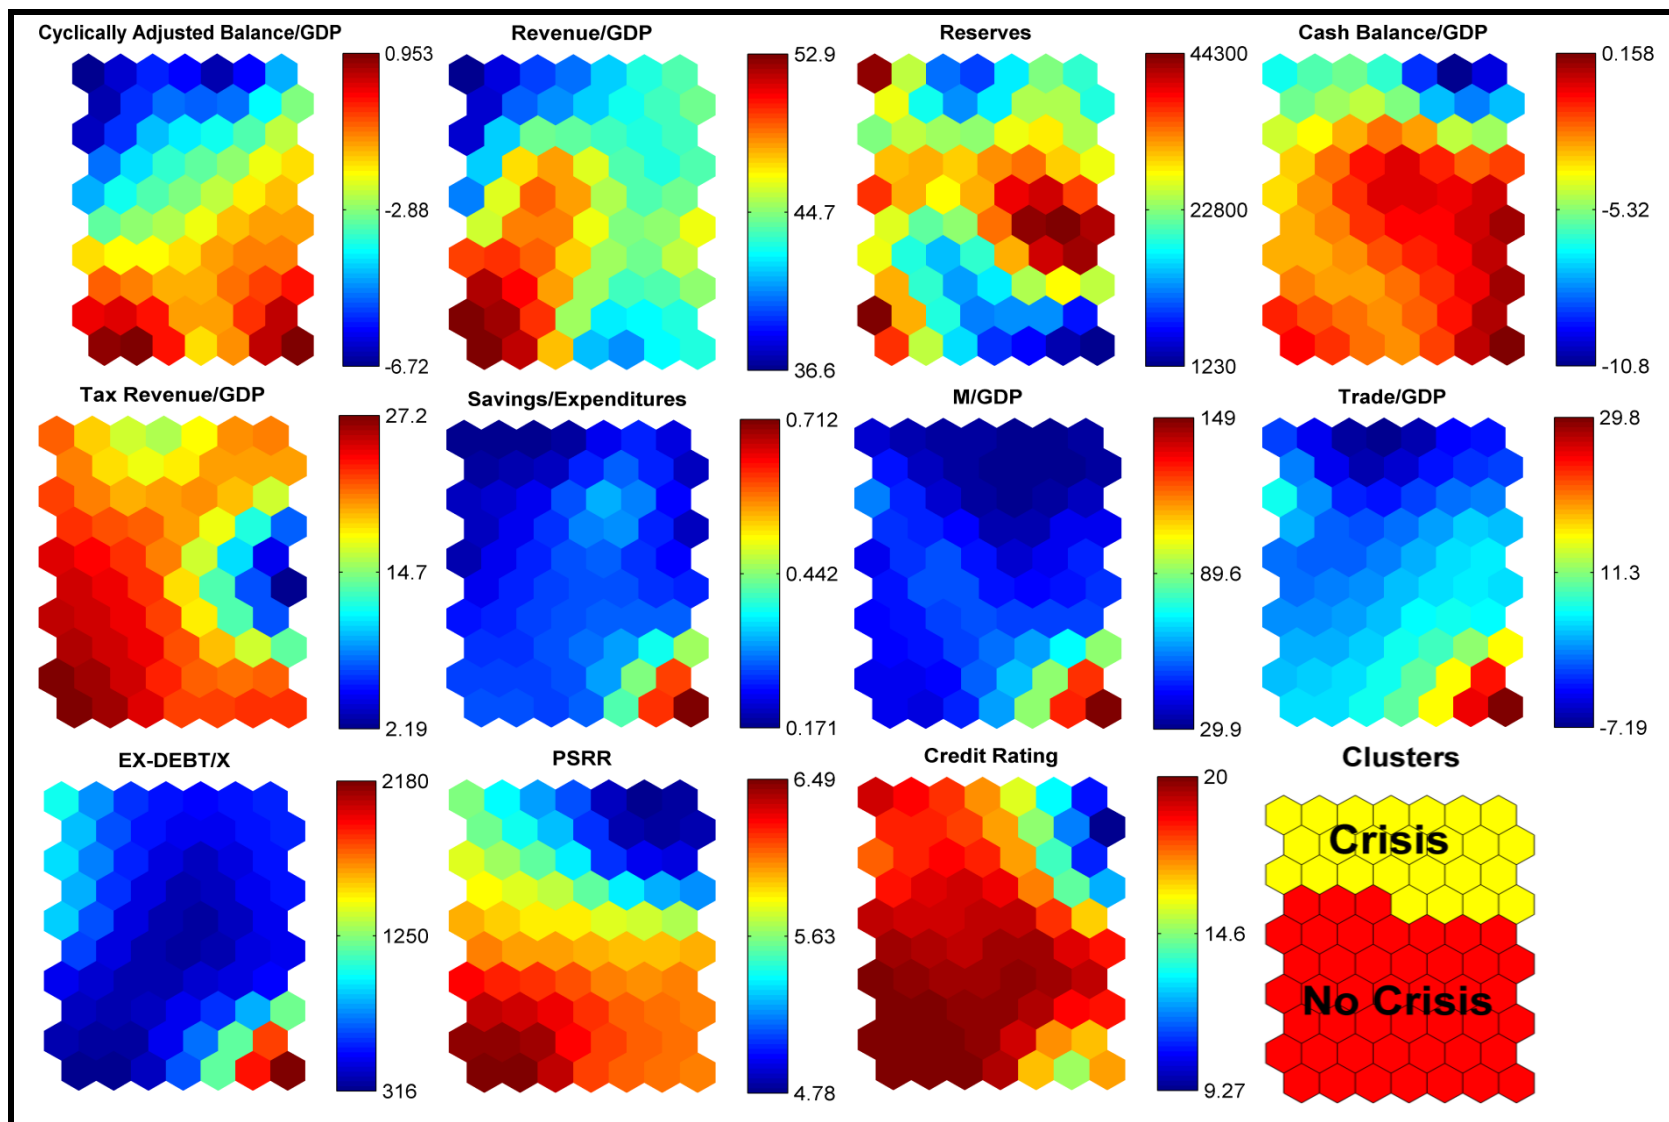 Cyclically Adjusted Balance/GDP
0.953
-2.88
-6.72
Revenue/GDP
52.9
44.7
36.6
Reserves
44300
22800
1230
Cash Balance/GDP
0.158
-5.32
-10.8
Tax Revenue/GDP
27.2
14.7
2.19
Savings/Expenditures
0.712
0.442
0.171
M/GDP
149
89.6
29.9
Trade/GDP
29.8
11.3
-7.19
EX-DEBT/X
2180
1250
316
PSRR
6.49
5.63
4.78
Credit Rating
20
14.6
9.27
Clusters
Crisis
No Crisis